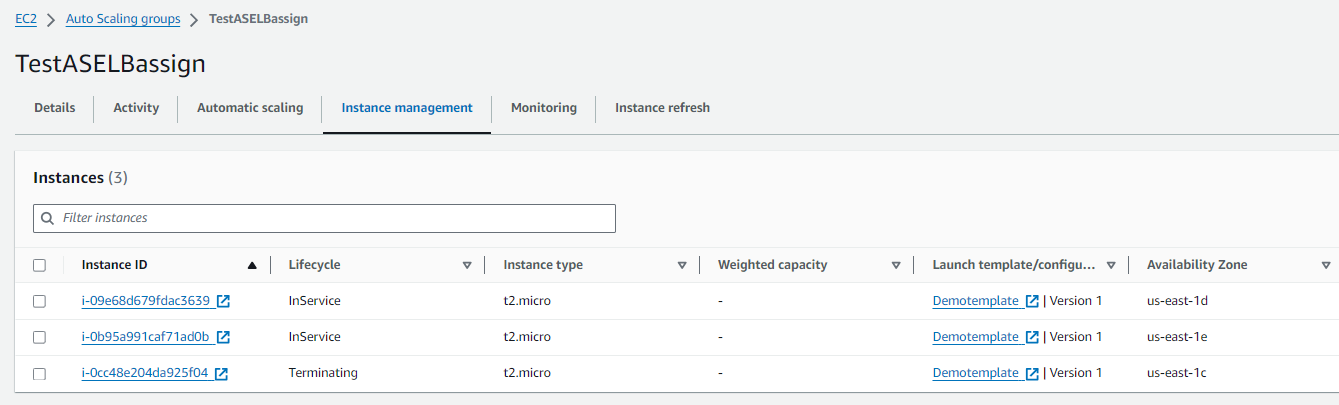 EC2 > Auto Scaling groups > TestASELBassign
TestASELBassign
Details Activity Automatic scaling Instance management Monitoring Instance refresh
Instances (3)
Filter instances
Instance ID Lifecycle Instance type Weighted capacity Launch template/configu... Availability Zone
i-09e68d679fdac3639 InService t2.micro - Demotemplate | Version 1 us-east-1d
i-0b95a991caf71ad0b InService t2.micro - Demotemplate | Version 1 us-east-1e
i-0cc48e204da925f04 Terminating t2.micro - Demotemplate | Version 1 us-east-1c